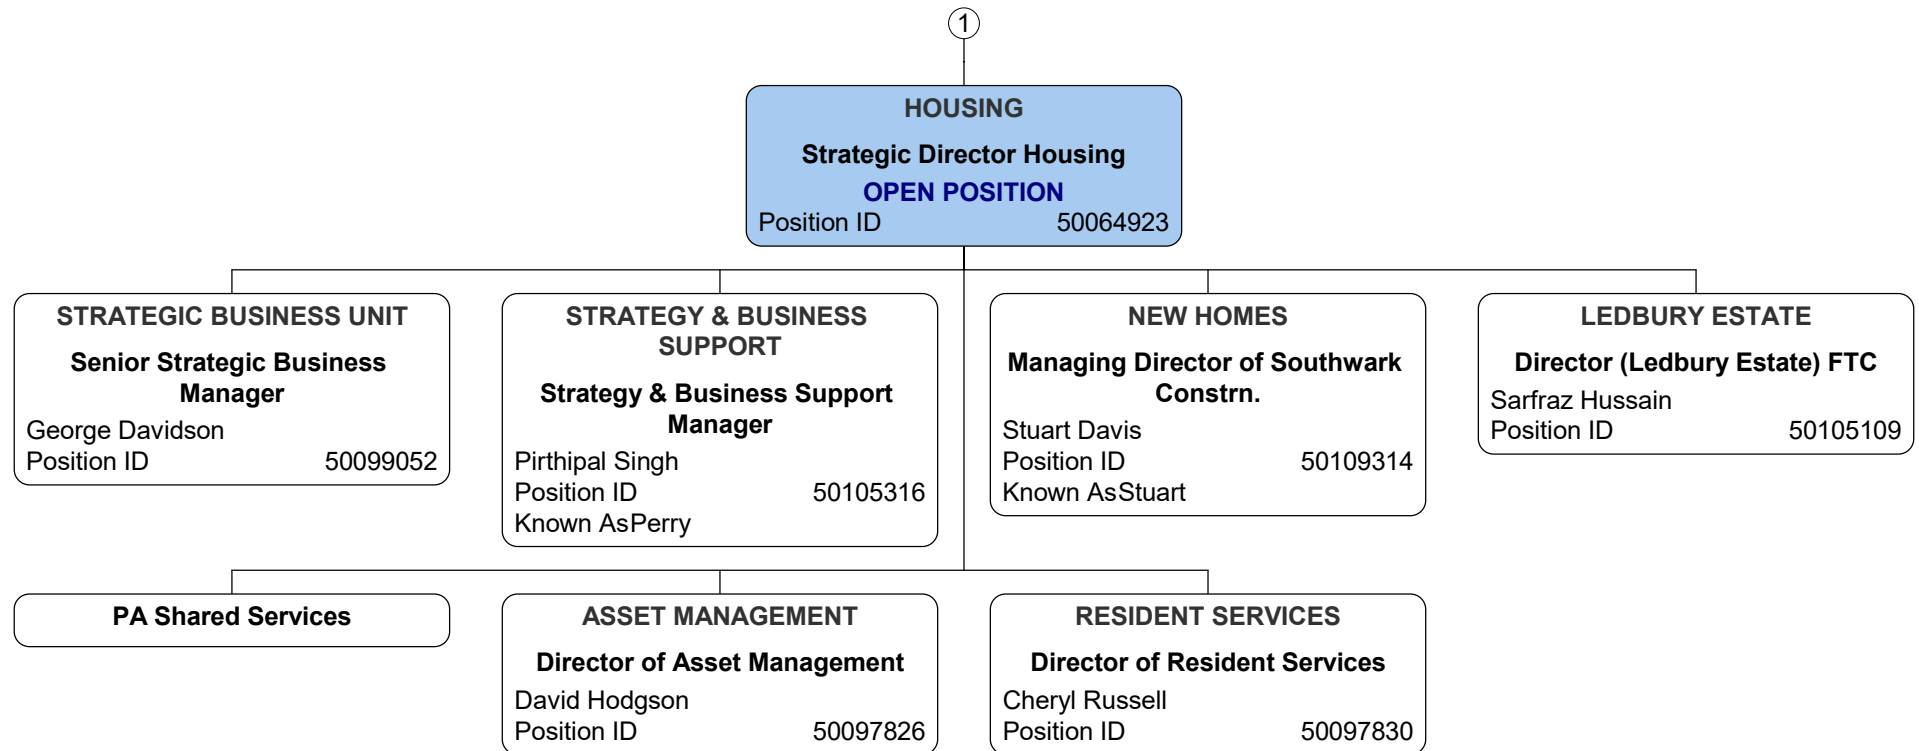 1
HOUSING
Strategic Director Housing
OPEN POSITION
Position ID 50064923
STRATEGIC BUSINESS UNIT
Senior Strategic Business
Manager
George Davidson
Position ID 50099052
STRATEGY & BUSINESS
SUPPORT
Strategy & Business Support
Manager
Pirthipal Singh
Position ID 50105316
Known AsPerry
NEW HOMES
Managing Director of Southwark
Constrn.
Stuart Davis
Position ID 50109314
Known AsStuart
LEDBURY ESTATE
Director (Ledbury Estate) FTC
Sarfraz Hussain
Position ID 50105109
PA Shared Services
ASSET MANAGEMENT
Director of Asset Management
David Hodgson
Position ID 50097826
RESIDENT SERVICES
Director of Resident Services
Cheryl Russell
Position ID 50097830